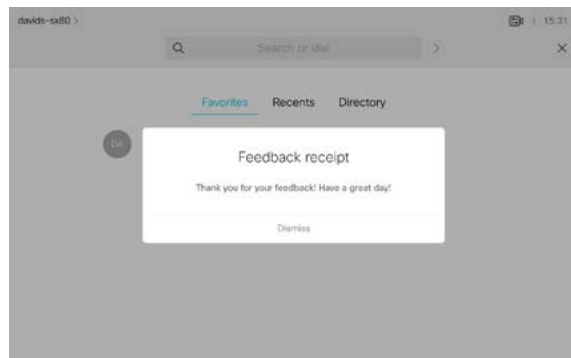 davids-sx80 >
15:31
Search or dial
Favorites Recents Directory
DA
Feedback receipt
Thank you for your feedback! Have a great day!
Dismiss